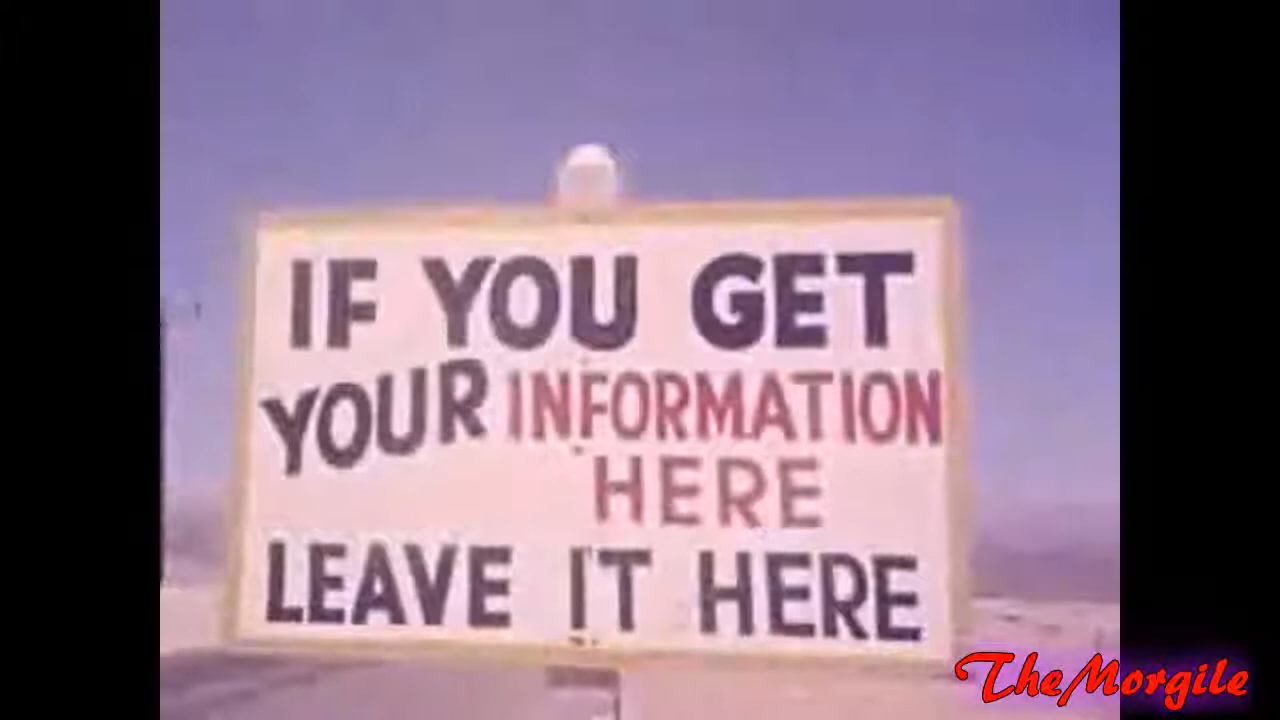 IF YOU GET
YOUR INFORMATION
HERE
LEAVE IT HERE
TheMorgile